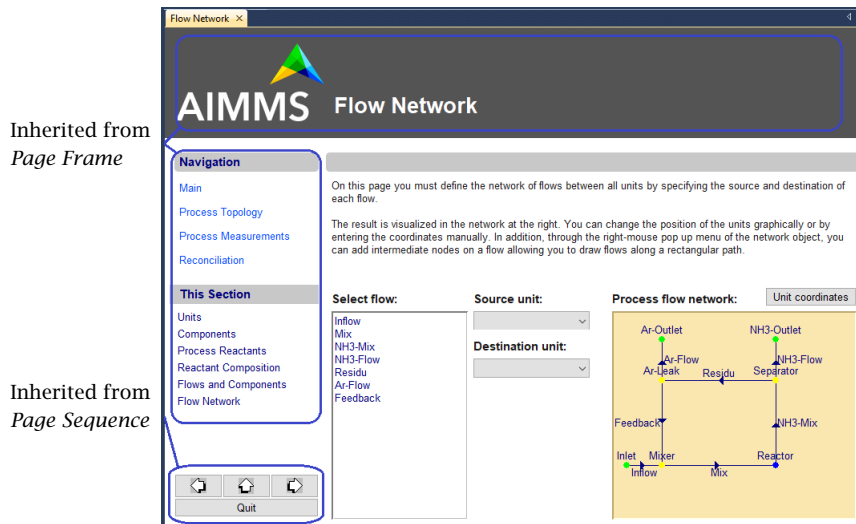 Flow Network ×
AIMMS
Flow Network
Inherited from
Page Frame
Navigation
Main
Process Topology
Process Measurements
Reconciliation
This Section
Units
Components
Process Reactants
Reactant Composition
Flows and Components
Flow Network
Inherited from
Page Sequence
Quit
On this page you must define the network of flows between all units by specifying the source and destination of
each flow.
The result is visualized in the network at the right. You can change the position of the units graphically or by
entering the coordinates manually. In addition, through the right-mouse pop up menu of the network object, you
can add intermediate nodes on a flow allowing you to draw flows along a rectangular path.
Select flow:
Inflow
Mix
NH3-Mix
NH3-Flow
Residu
Ar-Flow
Feedback
Source unit:
Destination unit:
Process flow network:
Unit coordinates
Ar-Outlet
NH3-Outlet
Ar-Flow
NH3-Flow
Ar-Leak
Residu
Separator
Feedback
NH3-Mix
Inlet
Mixer
Reactor
Inflow
Mix